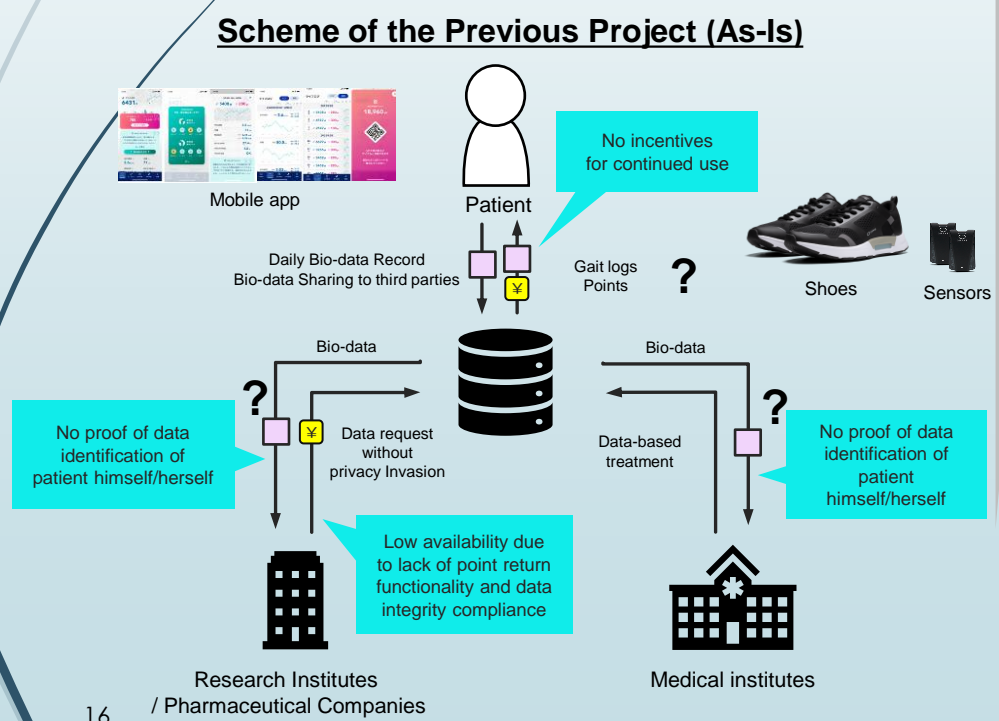 Scheme of the Previous Project (As-Is)
Mobile app
Patient
No incentives
for continued use
Shoes
Sensors
Daily Bio-data Record
Bio-data Sharing to third parties
¥
Gait logs
Points
?
Bio-data
Bio-data
?
?
No proof of data
identification of
patient himself/herself
¥
Data request
without
privacy Invasion
Data-based
treatment
No proof of data
identification of
patient
himself/herself
Low availability due
to lack of point return
functionality and data
integrity compliance
Research Institutes
/ Pharmaceutical Companies
Medical institutes
16